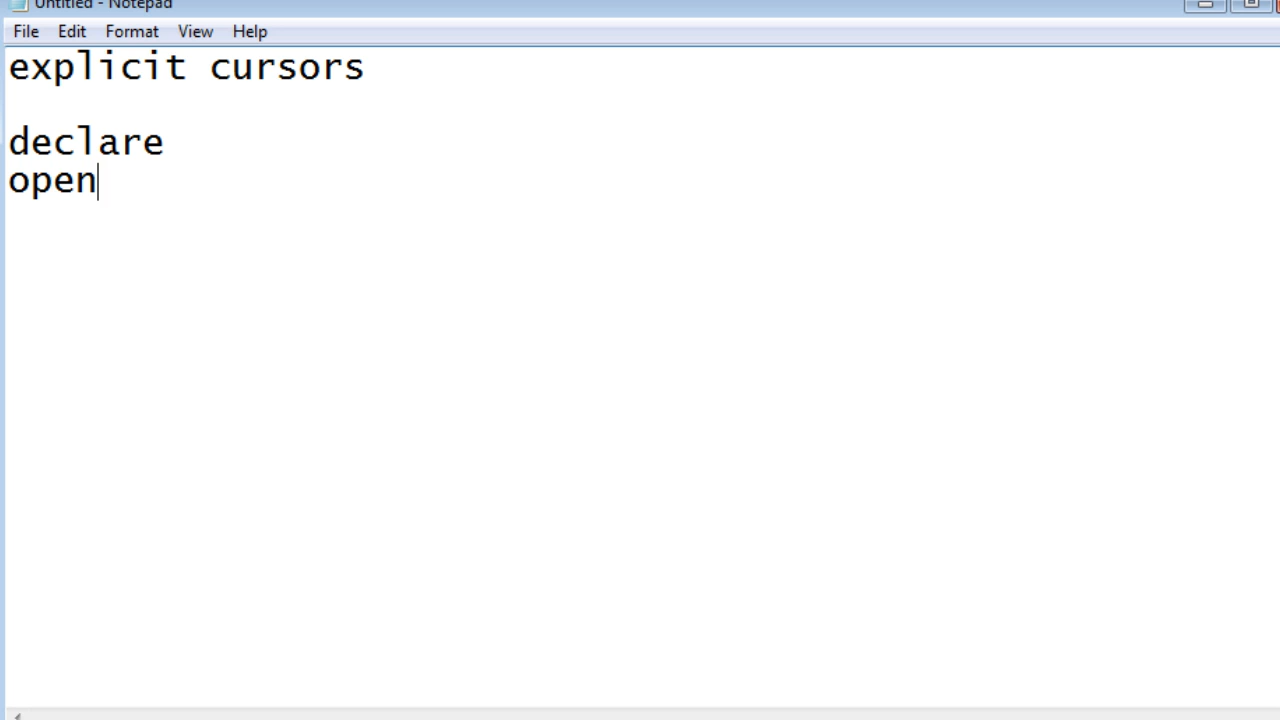 Untitled - Notepad
File Edit Format View Help
explicit cursors
declare
open